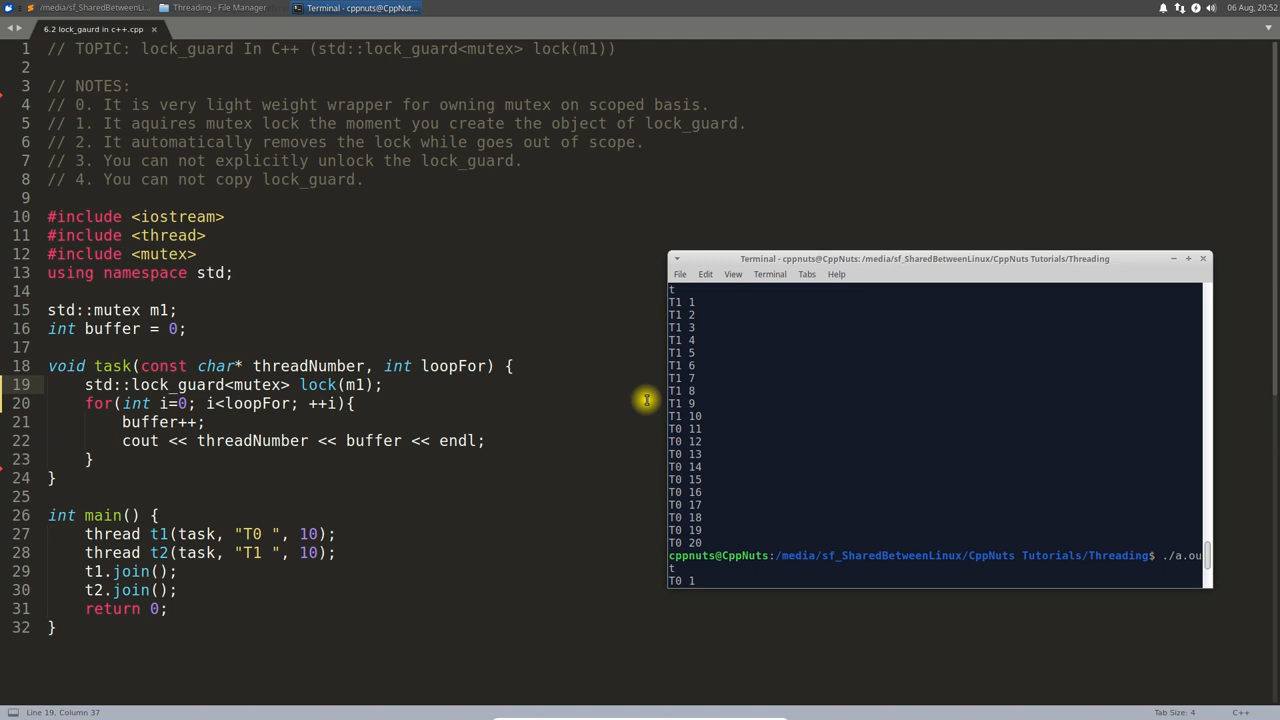 /media/sf_SharedBetweenLi...
Threading - File Manager
Terminal - cppnuts@CppNut...
06 Aug, 20:52
6.2 lock_gaurd in c++.cpp
1 // TOPIC: lock_guard In C++ (std::lock_guard<mutex> lock(m1))
2
3 // NOTES:
4 // 0. It is very light weight wrapper for owning mutex on scoped basis.
5 // 1. It aquires mutex lock the moment you create the object of lock_guard.
6 // 2. It automatically removes the lock while goes out of scope.
7 // 3. You can not explicitly unlock the lock_guard.
8 // 4. You can not copy lock_guard.
9
10 #include <iostream>
11 #include <thread>
12 #include <mutex>
13 using namespace std;
14
15 std::mutex m1;
16 int buffer = 0;
17
18 void task(const char* threadNumber, int loopFor) {
19 std::lock_guard<mutex> lock(m1);
20 for(int i=0; i<loopFor; ++i){
21 buffer++;
22 cout << threadNumber << buffer << endl;
23 }
24 }
25
26 int main() {
27 thread t1(task, "T0 ", 10);
28 thread t2(task, "T1 ", 10);
29 t1.join();
30 t2.join();
31 return 0;
32 }
Terminal - cppnuts@CppNuts: /media/sf_SharedBetweenLinux/CppNuts Tutorials/Threading
File Edit View Terminal Tabs Help
t
T1 1
T1 2
T1 3
T1 4
T1 5
T1 6
T1 7
T1 8
T1 9
T1 10
T0 11
T0 12
T0 13
T0 14
T0 15
T0 16
T0 17
T0 18
T0 19
T0 20
cppnuts@CppNuts:/media/sf_SharedBetweenLinux/CppNuts Tutorials/Threading$ ./a.ou
t
T0 1
Line 19, Column 37
Tab Size: 4
C++